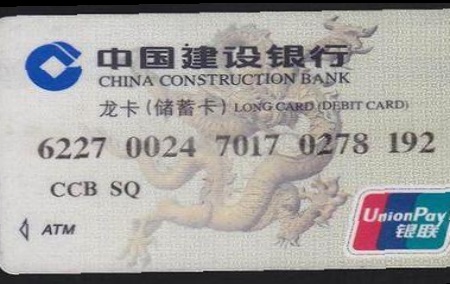 中国建设银行
CHINA CONSTRUCTION BANK
龙卡(储蓄卡) LONG CARD (DEBIT CARD)
6227 0024 7017 0278 192
CCB SQ
ATM
UnionPay
银联